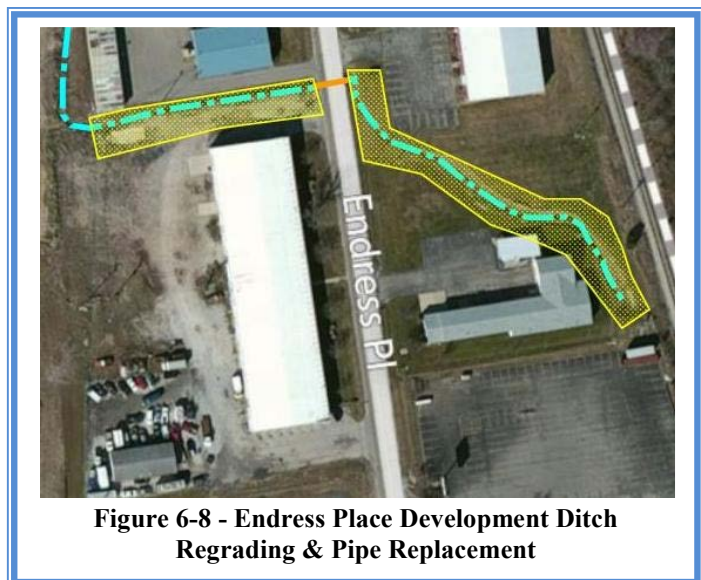 Endress Pl
Figure 6-8 - Endress Place Development Ditch
Regrading & Pipe Replacement